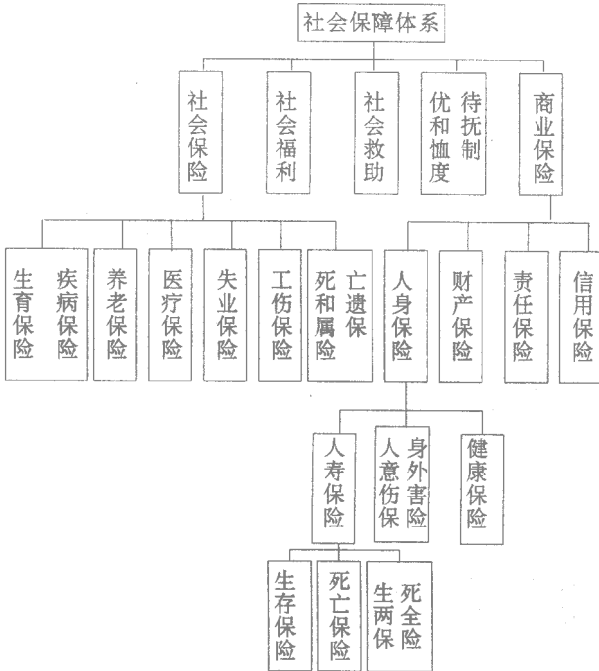 社会保障体系
社会保险
社会福利
社会救助
优待和抚恤制度
商业保险
生育保险
疾病保险
养老保险
医疗保险
失业保险
工伤保险
死亡和遗属保险
人身保险
财产保险
责任保险
信用保险
人寿保险
人身意外伤害保险
健康保险
生存保险
死亡保险
生死两全保险